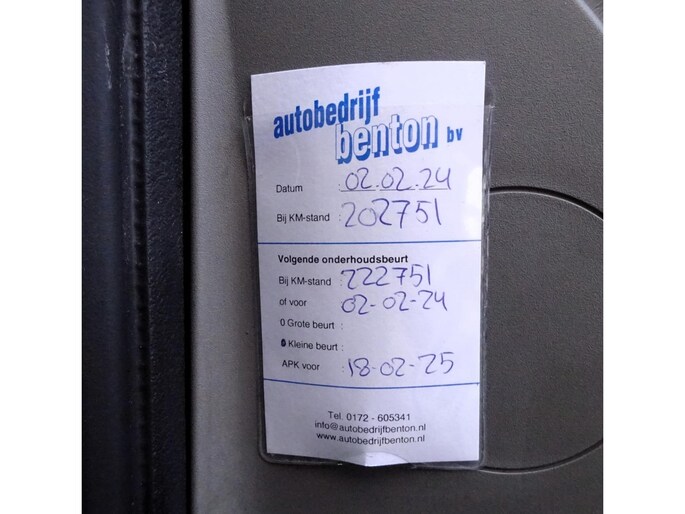 autobedrijf
benton bv
Datum : 02.02.24
Bij KM-stand : 202751
Volgende onderhoudsbeurt
Bij KM-stand : 222751
of voor 02-02-24
0 Grote beurt :
0 Kleine beurt :
APK voor : 18-02-25
Tel. 0172 - 605341
info@autobedrijfbenton.nl
www.autobedrijfbenton.nl